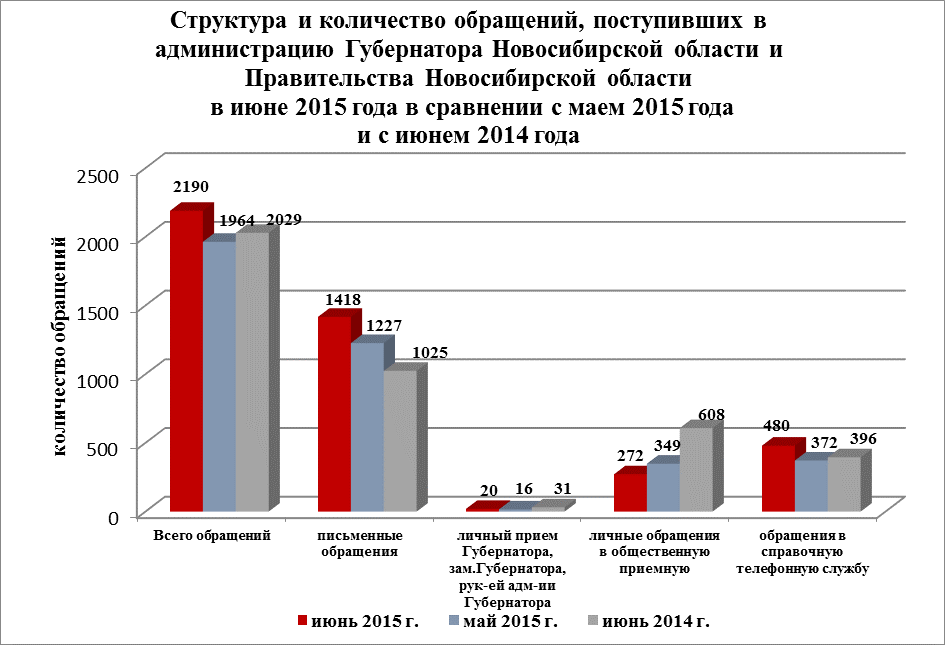 Структура и количество обращений, поступивших в
администрацию Губернатора Новосибирской области и
Правительства Новосибирской области
в июне 2015 года в сравнении с маем 2015 года
и с июнем 2014 года
количество обращений
2500
2000
1500
1000
500
0
2190
1964
2029
1418
1227
1025
20
16
31
272
349
608
480
372
396
Всего обращений
письменные
обращения
личный прием
Губернатора,
зам.Губернатора,
рук-ей адм-ии
Губернатора
личные обращения
в общественную
приемную
обращения в
справочную
телефонную службу
июнь 2015 г.
май 2015 г.
июнь 2014 г.